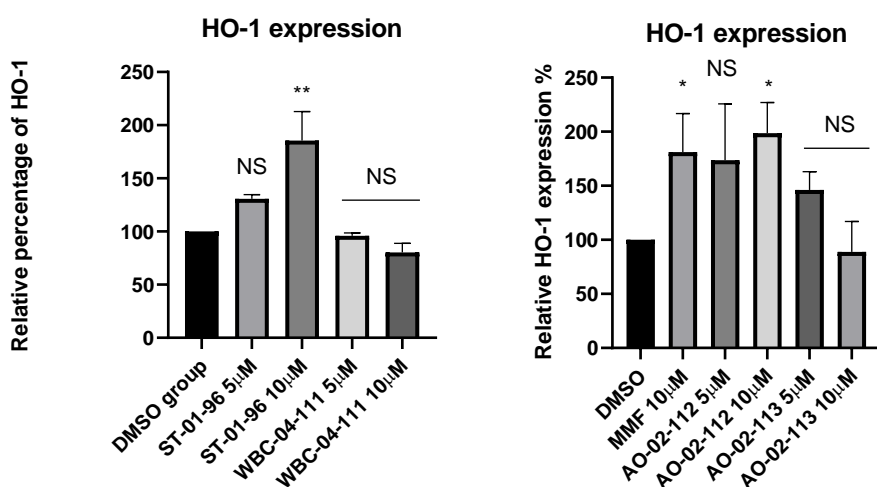 HO-1 expression
Relative percentage of HO-1
250
200
150
100
50
0
NS
**
NS
DMSO group
ST-01-96 5μM
ST-01-96 10μM
WBC-04-111 5μM
WBC-04-111 10μM
HO-1 expression
Relative HO-1 expression %
250
200
150
100
50
0
*
NS
*
NS
DMSO
MMF 10μM
AO-02-112 5μM
AO-02-112 10μM
AO-02-113 5μM
AO-02-113 10μM